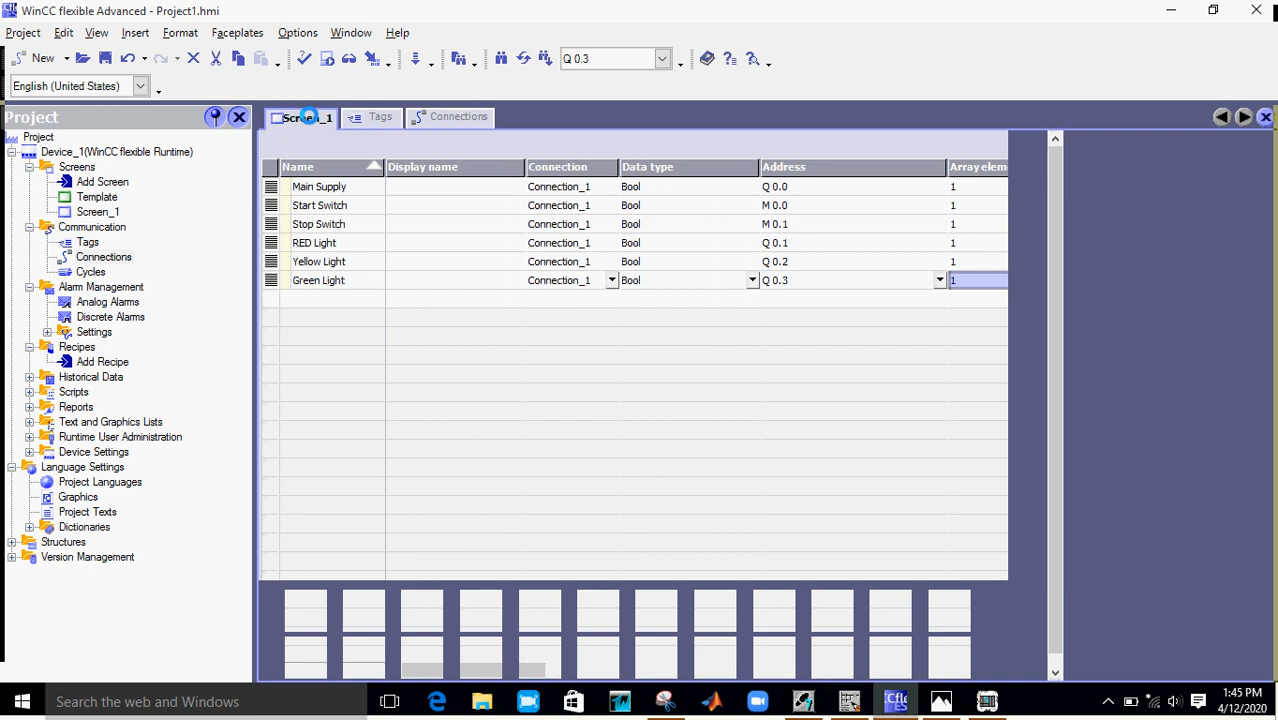 WinCC flexible Advanced - Project1.hmi
Project Edit View Insert Format Faceplates Options Window Help
New Q 0.3
English (United States)
Project
Screen_1 Tags Connections
Project
Device_1(WinCC flexible Runtime)
Screens
Add Screen
Template
Screen_1
Communication
Tags
Connections
Cycles
Alarm Management
Analog Alarms
Discrete Alarms
Settings
Recipes
Add Recipe
Historical Data
Scripts
Reports
Text and Graphics Lists
Runtime User Administration
Device Settings
Language Settings
Project Languages
Graphics
Project Texts
Dictionaries
Structures
Version Management
Name Display name Connection Data type Address Array elem
Main Supply Connection_1 Bool Q 0.0 1
Start Switch Connection_1 Bool M 0.0 1
Stop Switch Connection_1 Bool M 0.1 1
RED Light Connection_1 Bool Q 0.1 1
Yellow Light Connection_1 Bool Q 0.2 1
Green Light Connection_1 Bool Q 0.3 1
Search the web and Windows
1:45 PM
4/12/2020